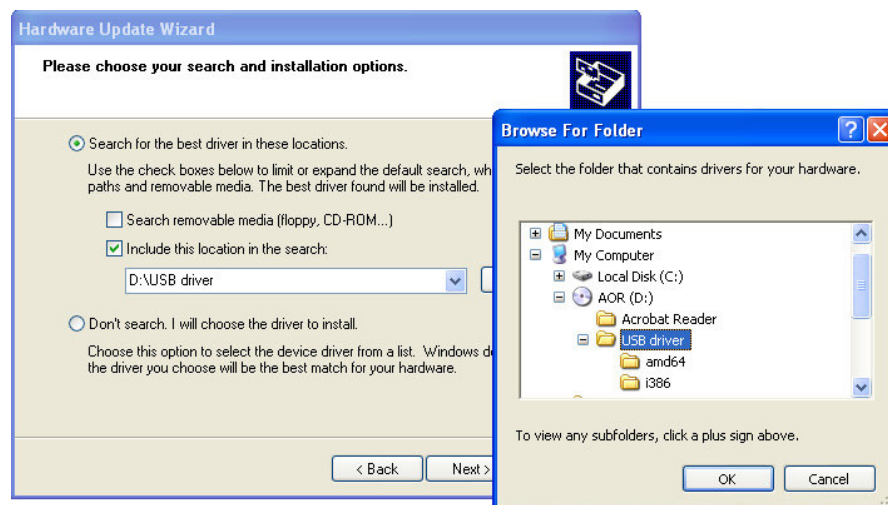 Hardware Update Wizard
Please choose your search and installation options.
Search for the best driver in these locations.
Use the check boxes below to limit or expand the default search, wh
paths and removable media. The best driver found will be installed.
Search removable media (floppy, CD-ROM...)
Include this location in the search:
D:\USB driver
Don't search. I will choose the driver to install.
Choose this option to select the device driver from a list. Windows d
the driver you choose will be the best match for your hardware.
< Back
Next >
Browse For Folder
Select the folder that contains drivers for your hardware.
My Documents
My Computer
Local Disk (C:)
AOR (D:)
Acrobat Reader
USB driver
amd64
i386
To view any subfolders, click a plus sign above.
OK
Cancel